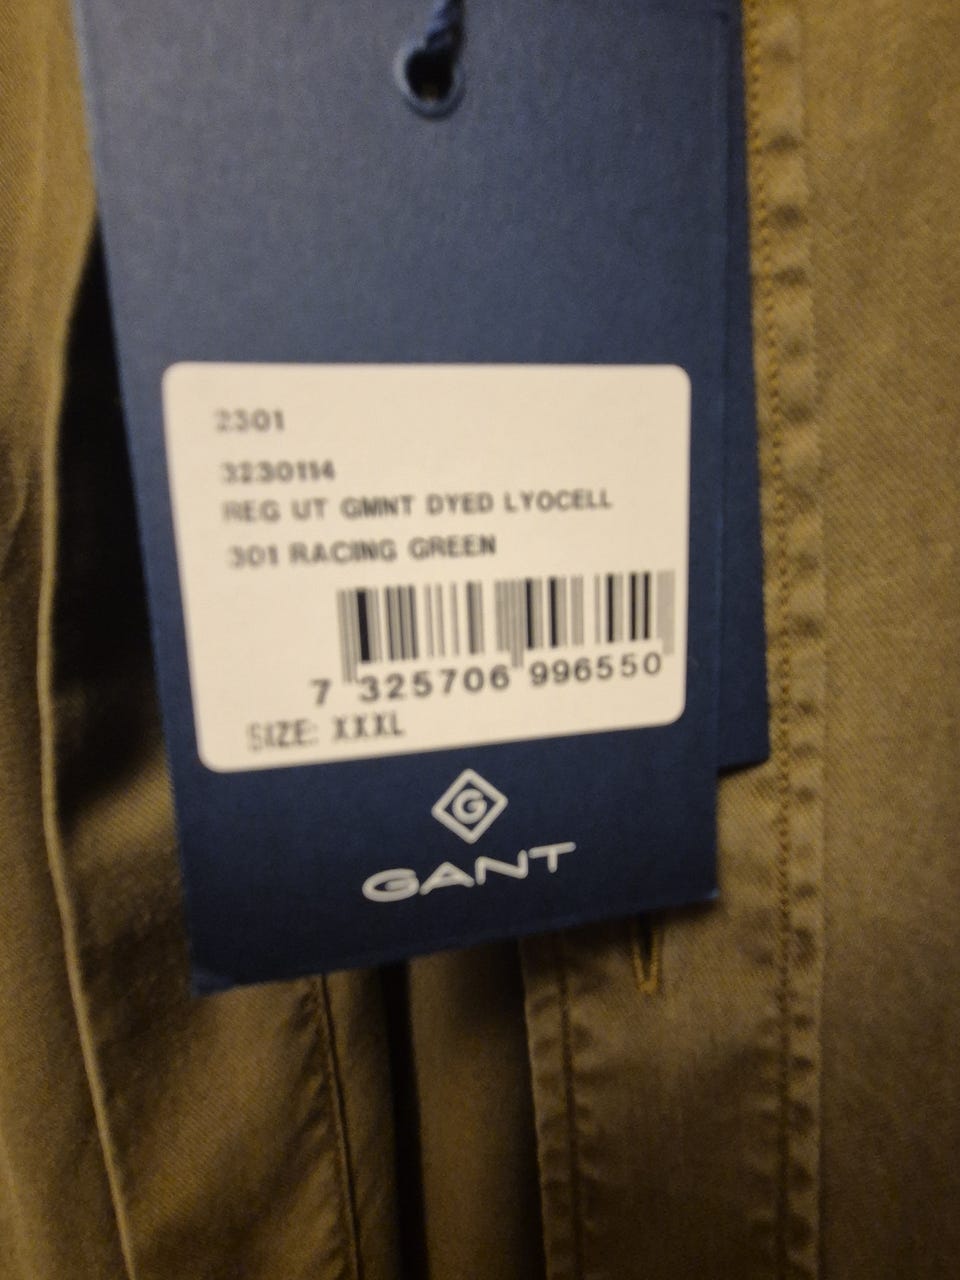 2301
3230114
REG UT GMNT DYED LYOCELL
301 RACING GREEN
7 325706 996550
SIZE: XXXL
G
GANT